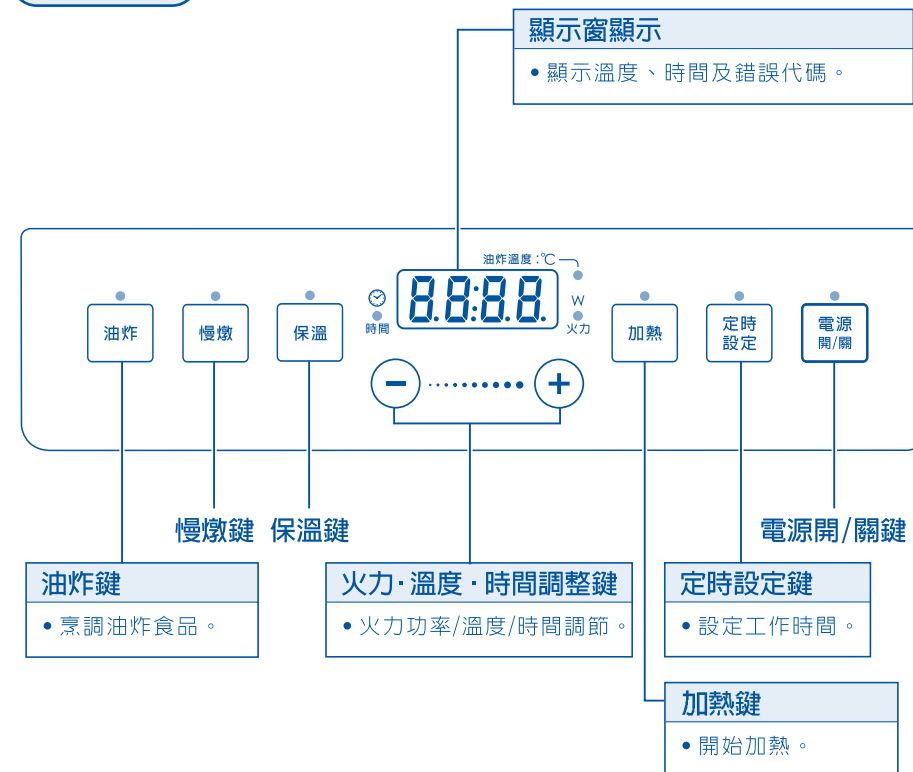 顯示窗顯示
• 顯示溫度、時間及錯誤代碼。
油炸溫度:℃
8.8:8.8.
時間
W
火力
油炸
慢燉
保溫
加熱
定時
設定
電源
開/關
慢燉鍵
保溫鍵
電源開/關鍵
油炸鍵
• 烹調油炸食品。
火力·溫度·時間調整鍵
• 火力功率/溫度/時間調節。
定時設定鍵
• 設定工作時間。
加熱鍵
• 開始加熱。